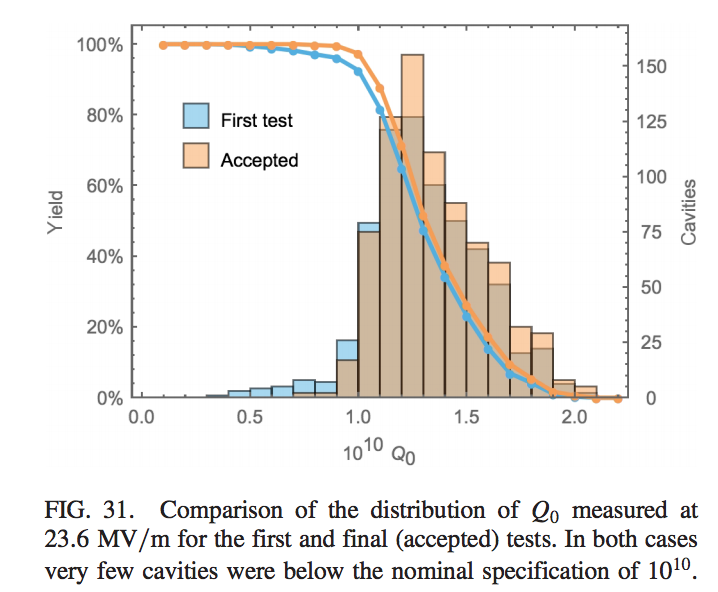 100%
80%
60%
40%
20%
0%
Yield
First test
Accepted
150
125
100
75
50
25
0
Cavities
0.0 0.5 1.0 1.5 2.0
10¹⁰ Q₀
FIG. 31. Comparison of the distribution of Q₀ measured at
23.6 MV/m for the first and final (accepted) tests. In both cases
very few cavities were below the nominal specification of 10¹⁰.